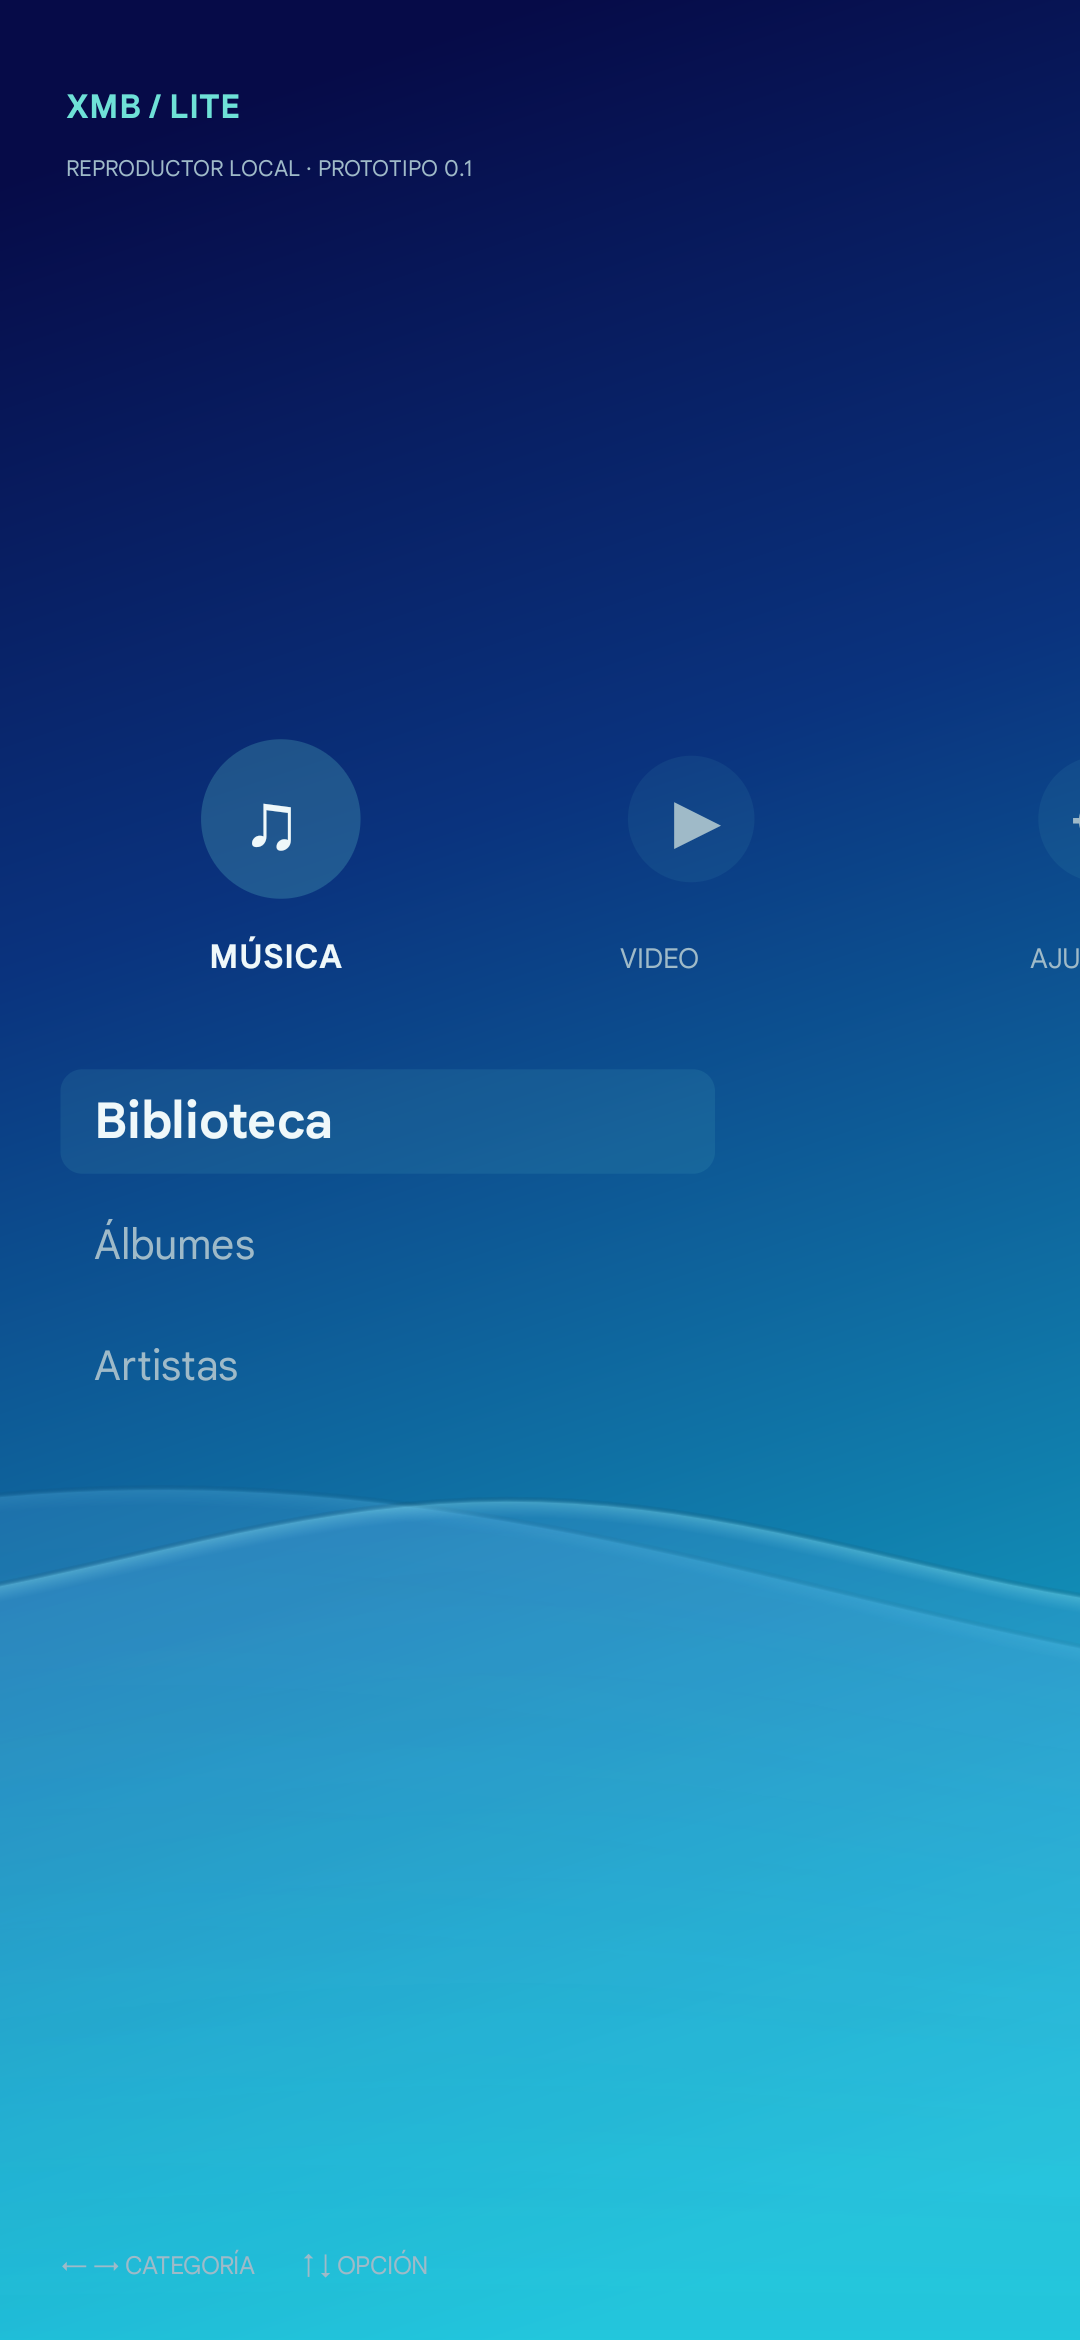 XMB / LITE
REPRODUCTOR LOCAL · PROTOTIPO 0.1
MÚSICA
VIDEO
AJU
Biblioteca
Álbumes
Artistas
← → CATEGORÍA ↑ ↓ OPCIÓN